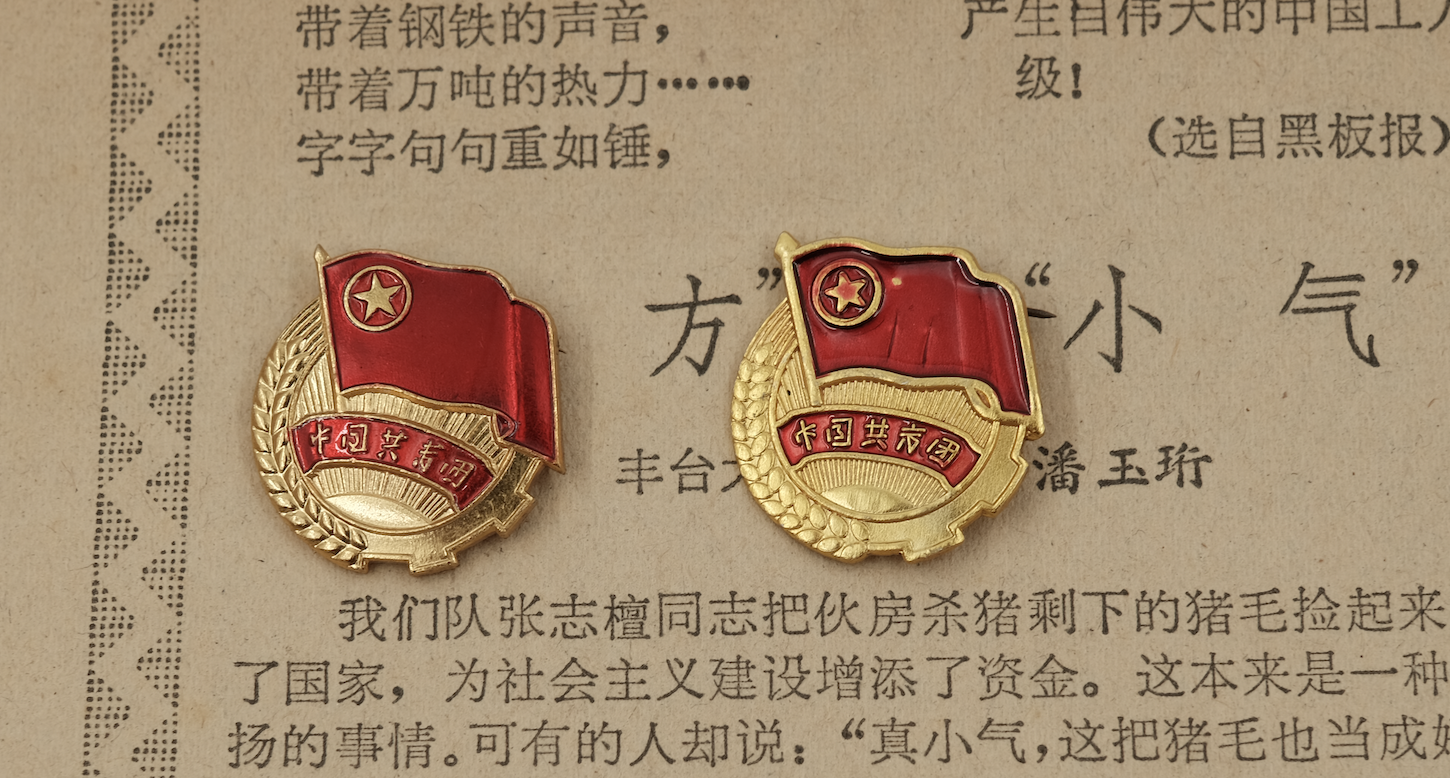 带着钢铁的声音，
带着万吨的热力……
字字句句重如锤，
产生自伟大的中国工人
级！
（选自黑板报）
方” “小 气”
中国共青团
中国共青团
丰台 潘玉珩
我们队张志檀同志把伙房杀猪剩下的猪毛捡起来
了国家，为社会主义建设增添了资金。这本来是一种
扬的事情。可有的人却说：“真小气，这把猪毛也当成